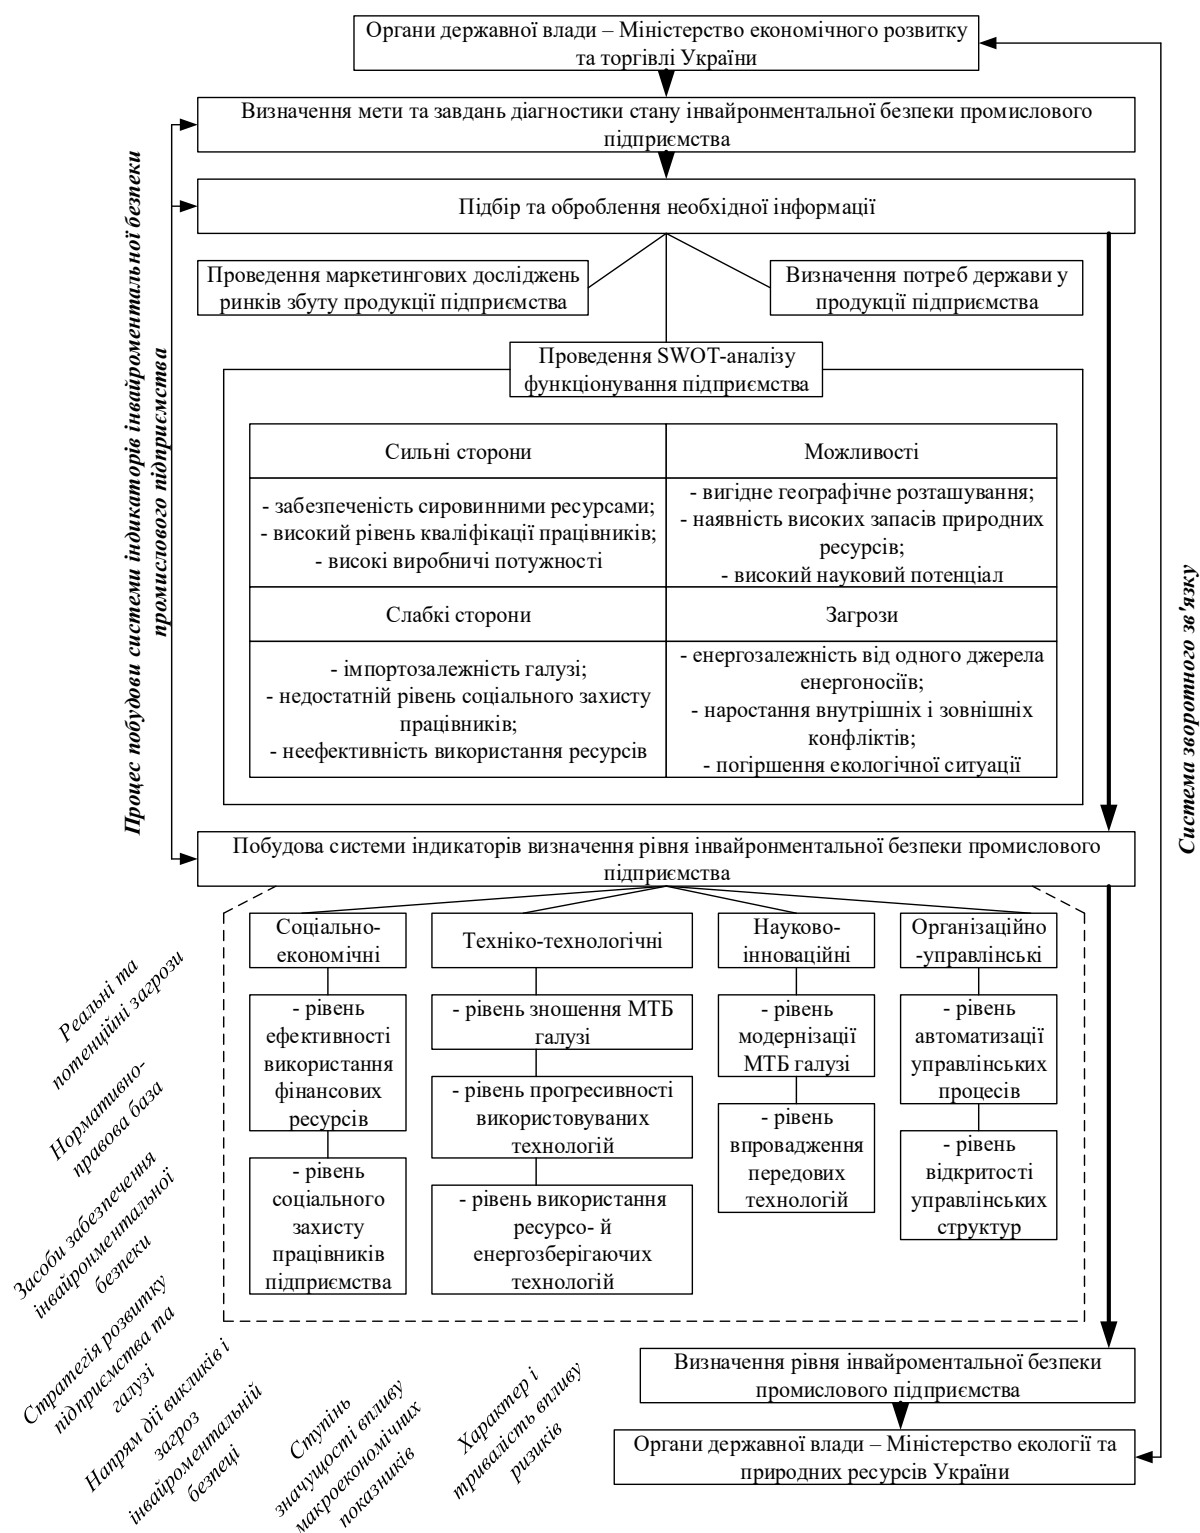 Органи державної влади – Міністерство економічного розвитку
та торгівлі України
Визначення мети та завдань діагностики стану інвайронментальної безпеки промислового
підприємства
Підбір та оброблення необхідної інформації
Проведення маркетингових досліджень
ринків збуту продукції підприємства
Визначення потреб держави у
продукції підприємства
Проведення SWOT-аналізу
функціонування підприємства
Сильні сторони
Можливості
- забезпеченість сировинними ресурсами;
- високий рівень кваліфікації працівників;
- високі виробничі потужності
- вигідне географічне розташування;
- наявність високих запасів природних
ресурсів;
- високий науковий потенціал
Слабкі сторони
Загрози
- імпортозалежність галузі;
- недостатній рівень соціального захисту
працівників;
- неефективність використання ресурсів
- енергозалежність від одного джерела
енергоносіїв;
- наростання внутрішніх і зовнішніх
конфліктів;
- погіршення екологічної ситуації
Процес побудови системи індикаторів інвайроментальної безпеки
промислового підприємства
Система зворотного зв'язку
Побудова системи індикаторів визначення рівня інвайронментальної безпеки промислового
підприємства
Соціально-
економічні
Техніко-технологічні
Науково-
інноваційні
Організаційно
-управлінські
- рівень
ефективності
використання
фінансових
ресурсів
- рівень
соціального
захисту
працівників
підприємства
- рівень зношення МТБ
галузі
- рівень прогресивності
використовуваних
технологій
- рівень використання
ресурсо- й
енергозберігаючих
технологій
- рівень
модернізації
МТБ галузі
- рівень
впровадження
передових
технологій
- рівень
автоматизації
управлінських
процесів
- рівень
відкритості
управлінських
структур
Реальні та
потенційні загрози
Нормативно-
правова база
Засоби забезпечення
інвайронментальної
безпеки
Стратегія розвитку
підприємства та
галузі
Напрям дії викликів і
загроз
інвайроментальній
безпеці
Ступінь
значущості впливу
макроекономічних
показників
Характер і
тривалість впливу
ризиків
Визначення рівня інвайроментальної безпеки
промислового підприємства
Органи державної влади – Міністерство екології та
природних ресурсів України